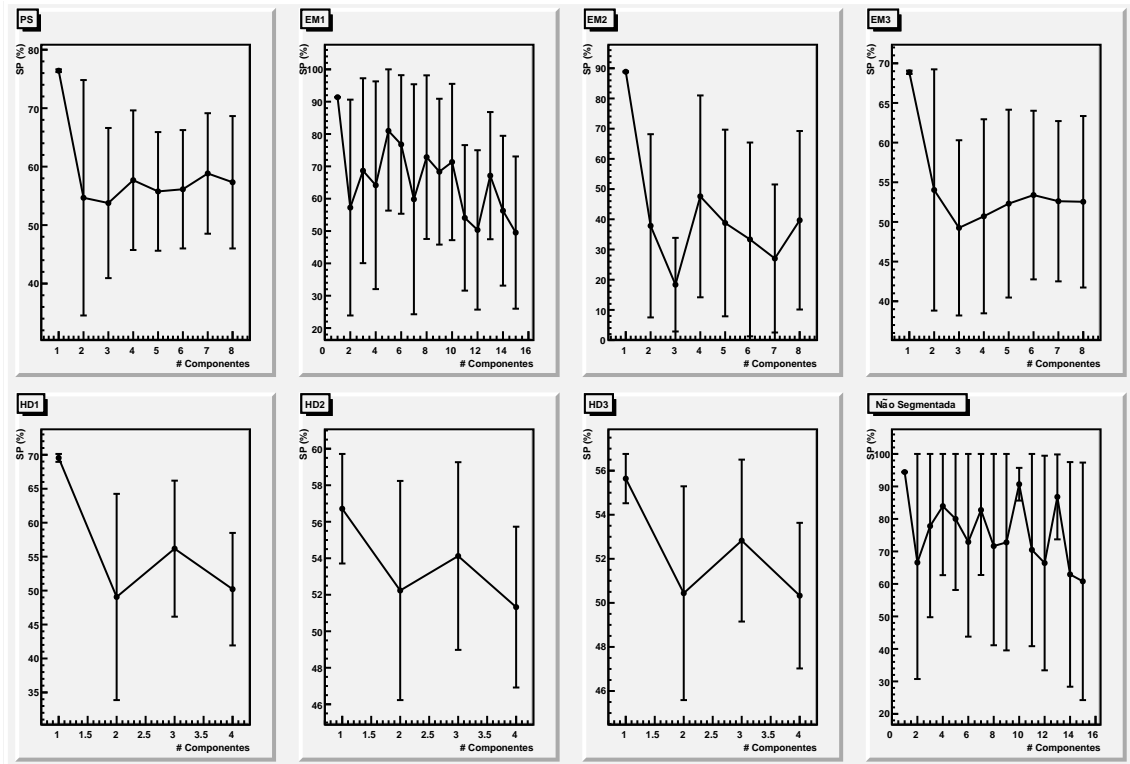 PS
SP (%)
80
70
60
50
40
1 2 3 4 5 6 7 8
# Componentes
EM1
SP (%)
100
90
80
70
60
50
40
30
20
0 2 4 6 8 10 12 14 16
# Componentes
EM2
SP (%)
90
80
70
60
50
40
30
20
10
0
1 2 3 4 5 6 7 8
# Componentes
EM3
SP (%)
70
65
60
55
50
45
40
1 2 3 4 5 6 7 8
# Componentes
HD1
SP (%)
70
65
60
55
50
45
40
35
1 1.5 2 2.5 3 3.5 4
# Componentes
HD2
SP (%)
60
58
56
54
52
50
48
46
1 1.5 2 2.5 3 3.5 4
# Componentes
HD3
SP (%)
56
54
52
50
48
46
1 1.5 2 2.5 3 3.5 4
# Componentes
Não Segmentada
SP (%)
100
90
80
70
60
50
40
30
20
0 2 4 6 8 10 12 14 16
# Componentes